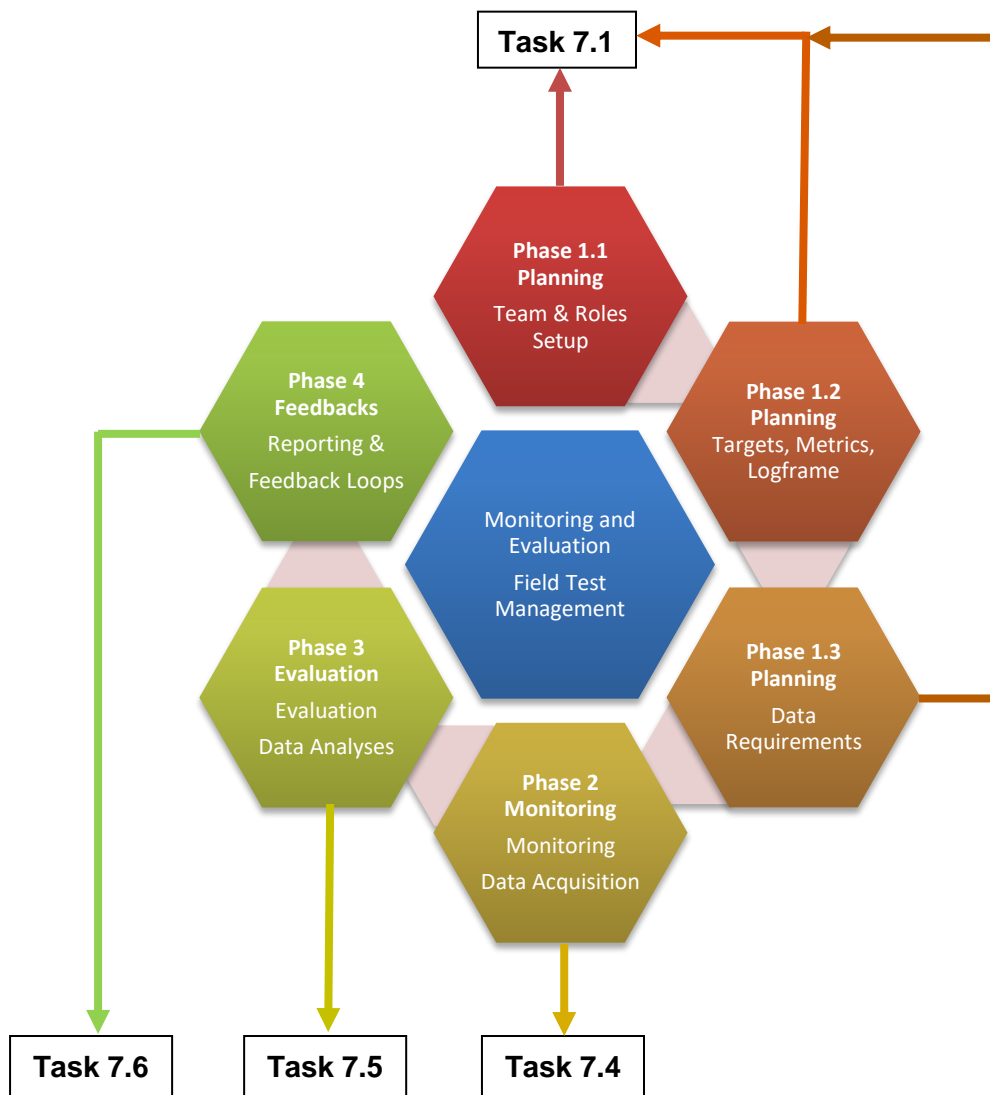 Task 7.1
Phase 1.1
Planning
Team & Roles
Setup
Phase 4
Feedbacks
Reporting &
Feedback Loops
Phase 1.2
Planning
Targets, Metrics,
Logframe
Monitoring and
Evaluation
Field Test
Management
Phase 3
Evaluation
Evaluation
Data Analyses
Phase 1.3
Planning
Data
Requirements
Phase 2
Monitoring
Monitoring
Data Acquisition
Task 7.6
Task 7.5
Task 7.4